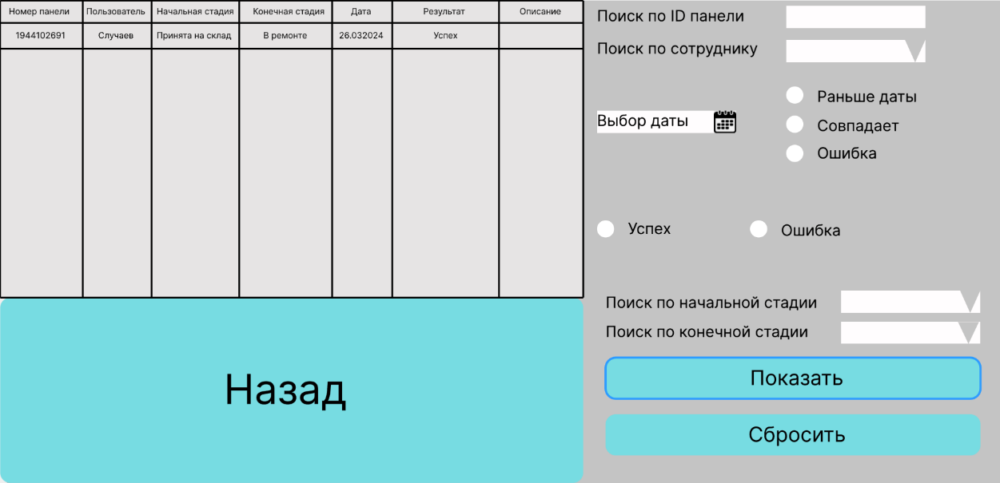 Номер панели Пользователь Начальная стадия Конечная стадия Дата Результат Описание
1944102691 Случаев Принята на склад В ремонте 26.032024 Успех
Назад
Поиск по ID панели
Поиск по сотруднику
Раньше даты
Выбор даты
Совпадает
Ошибка
Успех Ошибка
Поиск по начальной стадии
Поиск по конечной стадии
Показать
Сбросить